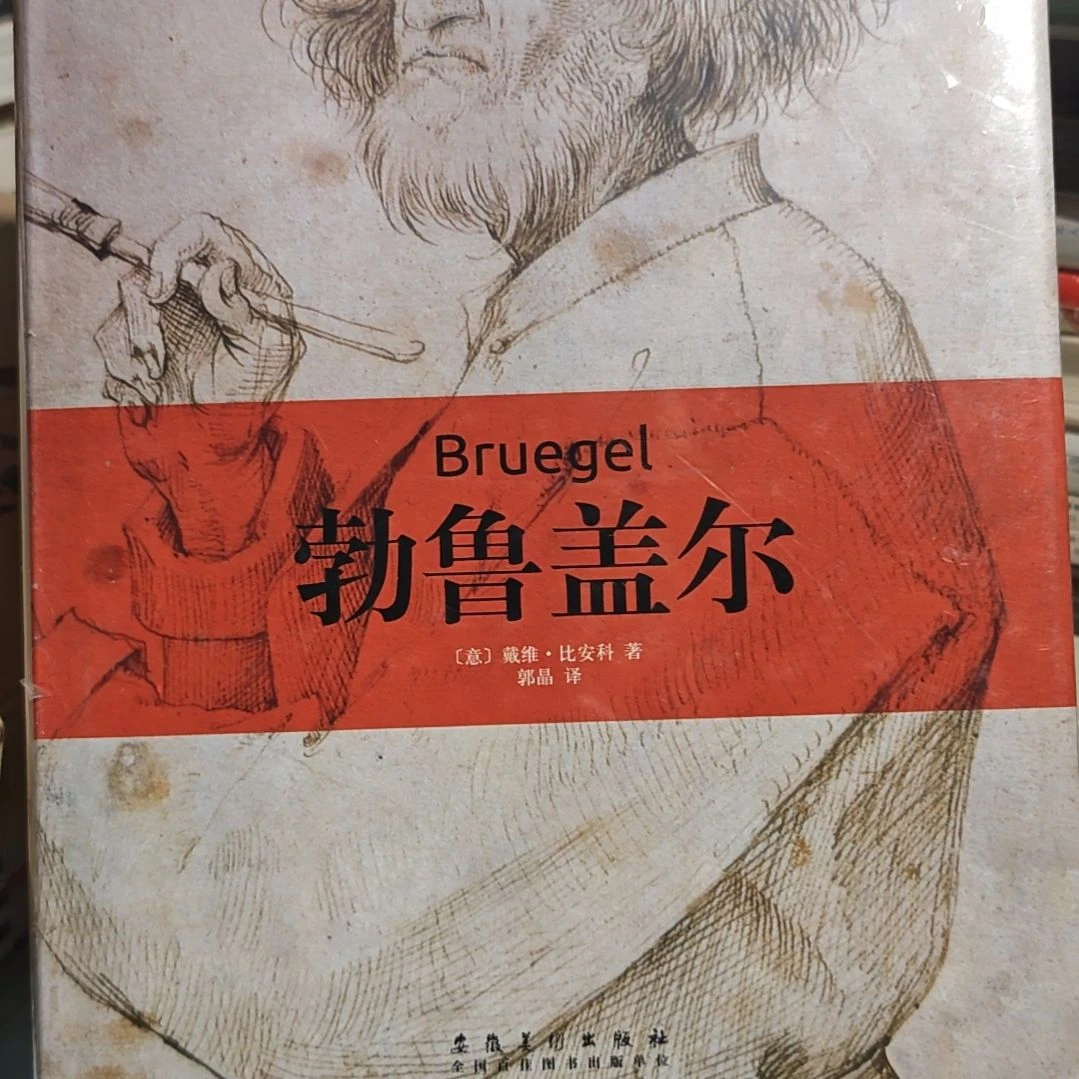 Bruegel
勃鲁盖尔
〔意〕戴维·比安科 著
郭晶 译
安徽美术出版社
全国百佳图书出版单位